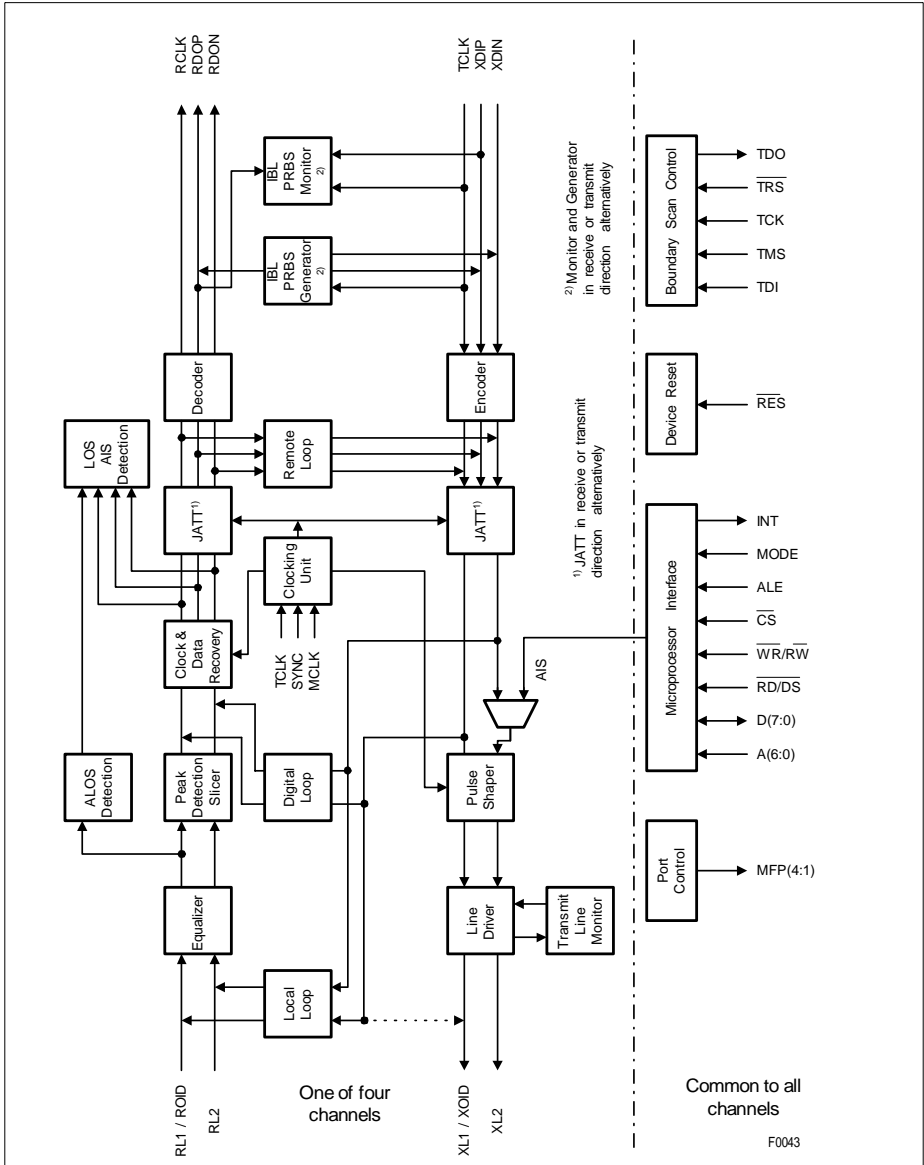 RCLK
RDOP
RDON
TCLK
XDIP
XDIN
IBL
PRBS
Monitor
2)
IBL
PRBS
Generator
2)
2) Monitor and Generator
in receive or transmit
direction alternatively
Boundary Scan Control
TDO
TRS
TCK
TMS
TDI
Decoder
Encoder
LOS
AIS
Detection
Remote
Loop
Device Reset
RES
JATT1)
JATT1)
1) JATT in receive or transmit
direction alternatively
Clocking
Unit
Clock &
Data
Recovery
TCLK
SYNC
MCLK
AIS
Microprocessor Interface
INT
MODE
ALE
CS
WR/RW
RD/DS
D(7:0)
A(6:0)
ALOS
Detection
Peak
Detection
Slicer
Digital
Loop
Pulse
Shaper
Port
Control
MFP(4:1)
Equalizer
Line
Driver
Transmit
Line
Monitor
Local
Loop
RL1 / ROID
RL2
One of four
channels
XL1 / XOID
XL2
Common to all
channels
F0043